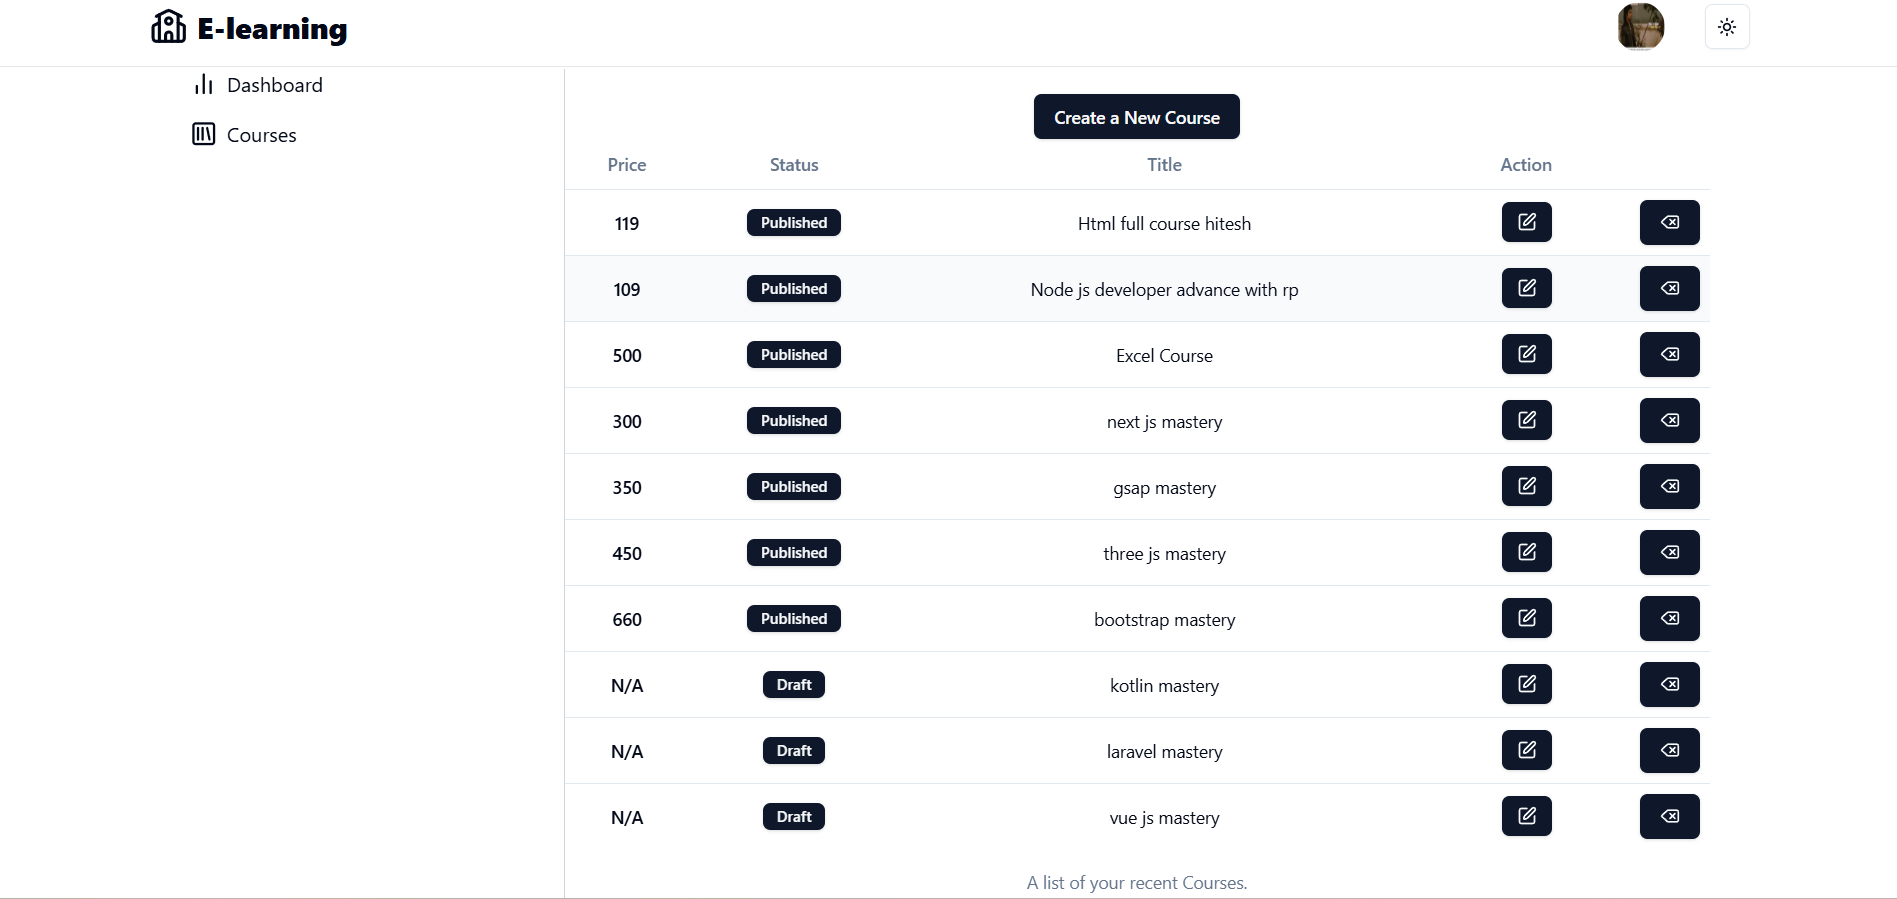 E-learning
Dashboard
Courses
Create a New Course
Price Status Title Action
119 Published Html full course hitesh
109 Published Node js developer advance with rp
500 Published Excel Course
300 Published next js mastery
350 Published gsap mastery
450 Published three js mastery
660 Published bootstrap mastery
N/A Draft kotlin mastery
N/A Draft laravel mastery
N/A Draft vue js mastery
A list of your recent Courses.